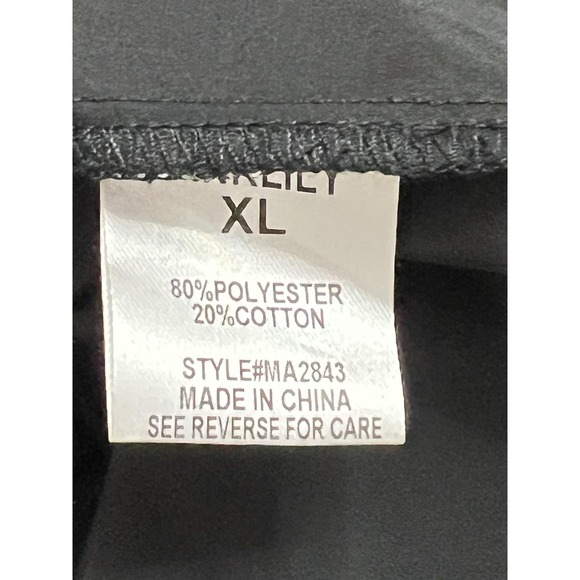 XL
80%POLYESTER
20%COTTON
STYLE#MA2843
MADE IN CHINA
SEE REVERSE FOR CARE